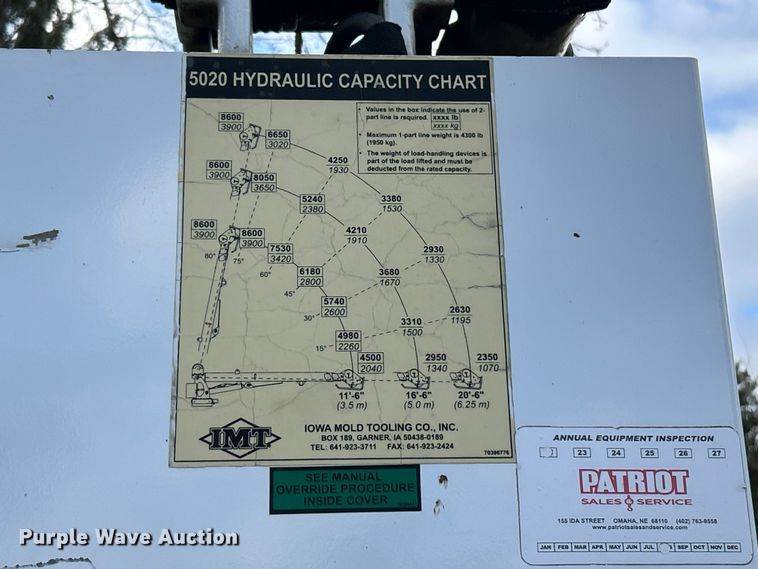 5020 HYDRAULIC CAPACITY CHART
• Values in the box indicate the use of 2-
part line is required. xxxx lb
xxxx kg
• Maximum 1-part line weight is 4300 lb
(1950 kg).
• The weight of load-handling devices is
part of the load lifted and must be
deducted from the rated capacity.
8600
3900
6650
3020
4250
1930
8600
3900
8050
3650
5240
2380
3380
1530
8600
3900
8600
3900
7530
3420
4210
1910
2930
1330
80°
75°
60°
6180
2800
3680
1670
45°
5740
2600
2630
1195
30°
3310
1500
15°
4980
2260
4500
2040
2950
1340
2350
1070
11'-6"
(3.5 m)
16'-6"
(5.0 m)
20'-6"
(6.25 m)
IMT
IOWA MOLD TOOLING CO., INC.
BOX 189, GARNER, IA 50438-0189
TEL: 641-923-3711 FAX: 641-923-2424
70396776
SEE MANUAL
OVERRIDE PROCEDURE
INSIDE COVER
ANNUAL EQUIPMENT INSPECTION
23 24 25 26 27
PATRIOT
SALES & SERVICE
155 IDA STREET OMAHA, NE 68110 (402) 763-8558
www.patriotsalesandservice.com
JAN FEB MAR APR MAY JUN JUL SEP OCT NOV DEC
Purple Wave Auction